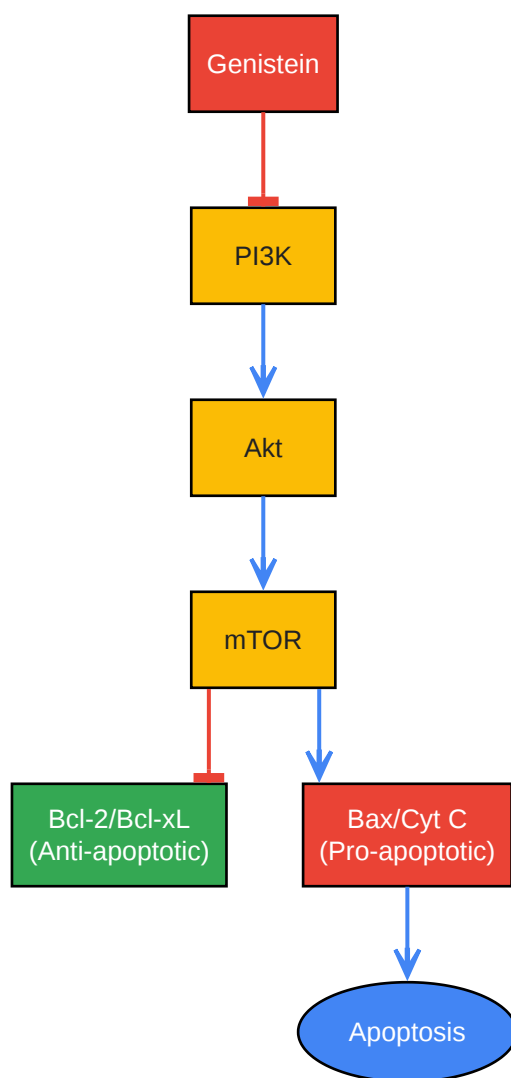 Genistein
PI3K
Akt
mTOR
Bcl-2/Bcl-xL
(Anti-apoptotic)
Bax/Cyt C
(Pro-apoptotic)
Apoptosis